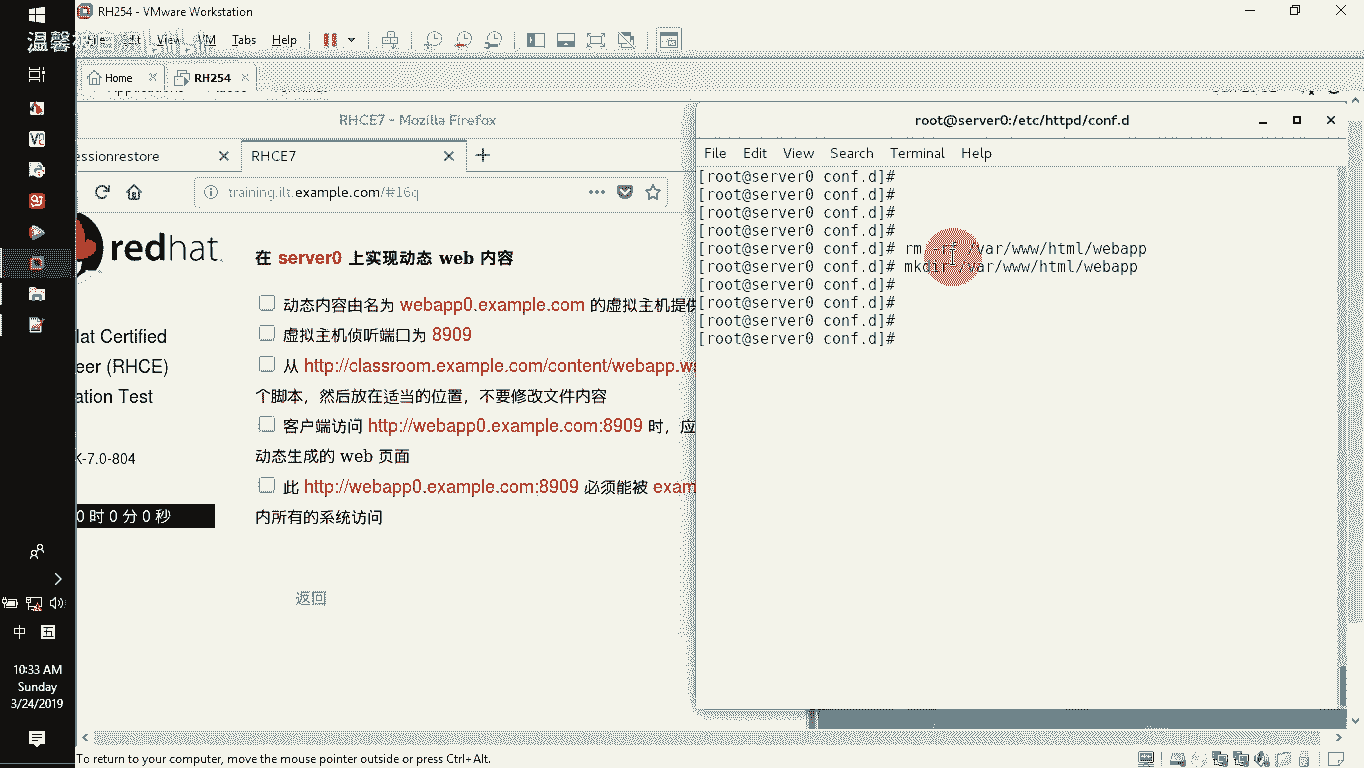 RH254 - VMware Workstation
温馨
View VM Tabs Help
Home
RH254
RHCE7 - Mozilla Firefox
essionrestore
RHCE7
training.ilt.example.com/#16q
redhat.
at Certified
eer (RHCE)
ation Test
K-7.0-804
0 时 0 分 0 秒
在 server0 上实现动态 web 内容
动态内容由名为 webapp0.example.com 的虚拟主机提供
虚拟主机侦听端口为 8909
从 http://classroom.example.com/content/webapp.ws
个脚本，然后放在适当的位置，不要修改文件内容
客户端访问 http://webapp0.example.com:8909 时，应
动态生成的 web 页面
此 http://webapp0.example.com:8909 必须能被 exam
内所有的系统访问
返回
root@server0:/etc/httpd/conf.d
File Edit View Search Terminal Help
[root@server0 conf.d]#
[root@server0 conf.d]#
[root@server0 conf.d]#
[root@server0 conf.d]#
[root@server0 conf.d]# rm -rf /var/www/html/webapp
[root@server0 conf.d]# mkdir /var/www/html/webapp
[root@server0 conf.d]#
[root@server0 conf.d]#
[root@server0 conf.d]#
[root@server0 conf.d]#
中 五
10:33 AM
Sunday
3/24/2019
To return to your computer, move the mouse pointer outside or press Ctrl+Alt.